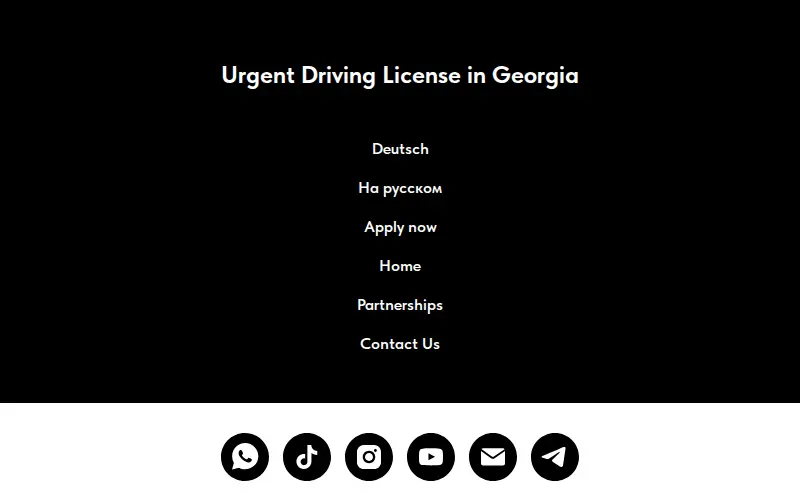 Urgent Driving License in Georgia
Deutsch
На русском
Apply now
Home
Partnerships
Contact Us